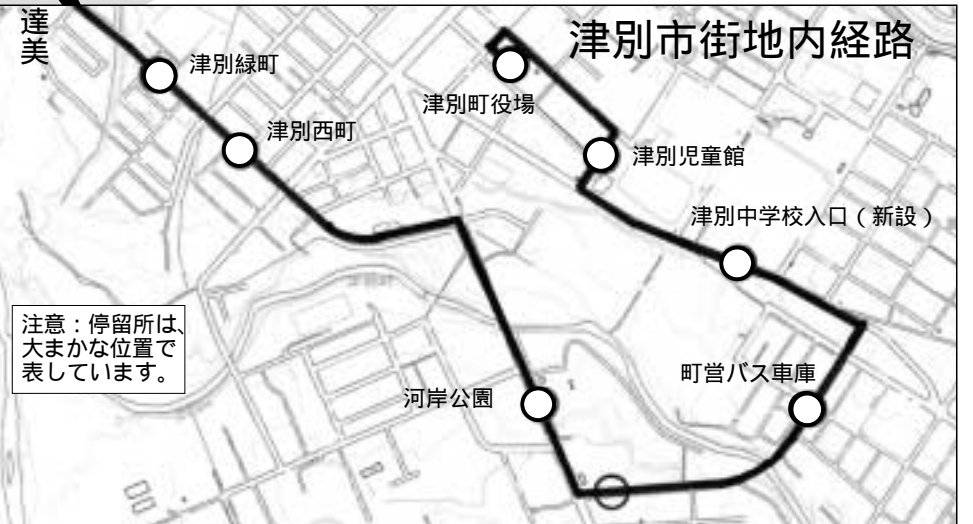 津別市街地内経路
達美
津別緑町
津別西町
津別町役場
津別児童館
津別中学校入口（新設）
注意：停留所は、
大まかな位置で
表しています。
河岸公園
町営バス車庫